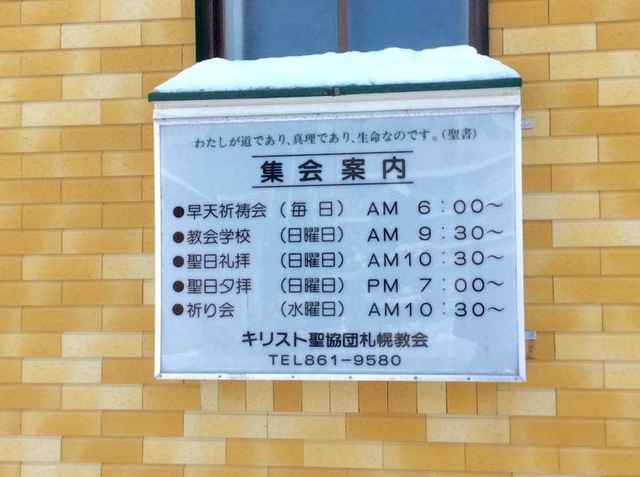 わたしが道であり、真理であり、生命なのです。（聖書）
集会案内
●早天祈祷会（毎日） AM 6：00〜
●教会学校（日曜日） AM 9：30〜
●聖日礼拝（日曜日） AM10：30〜
●聖日夕拝（日曜日） PM 7：00〜
●祈り会（水曜日） AM10：30〜
キリスト聖協団札幌教会
TEL861-9580